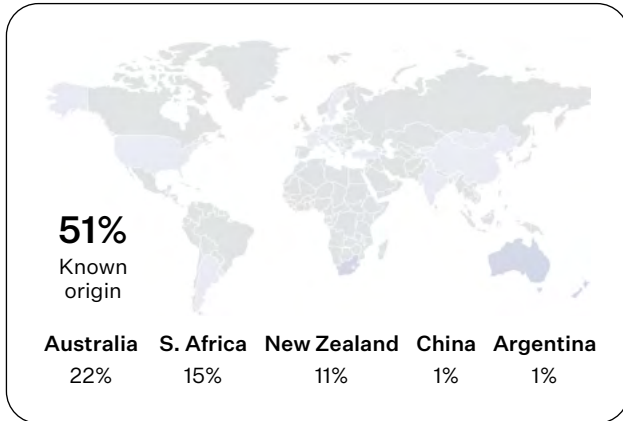 51%
Known
origin
Australia S. Africa New Zealand China Argentina
22% 15% 11% 1% 1%